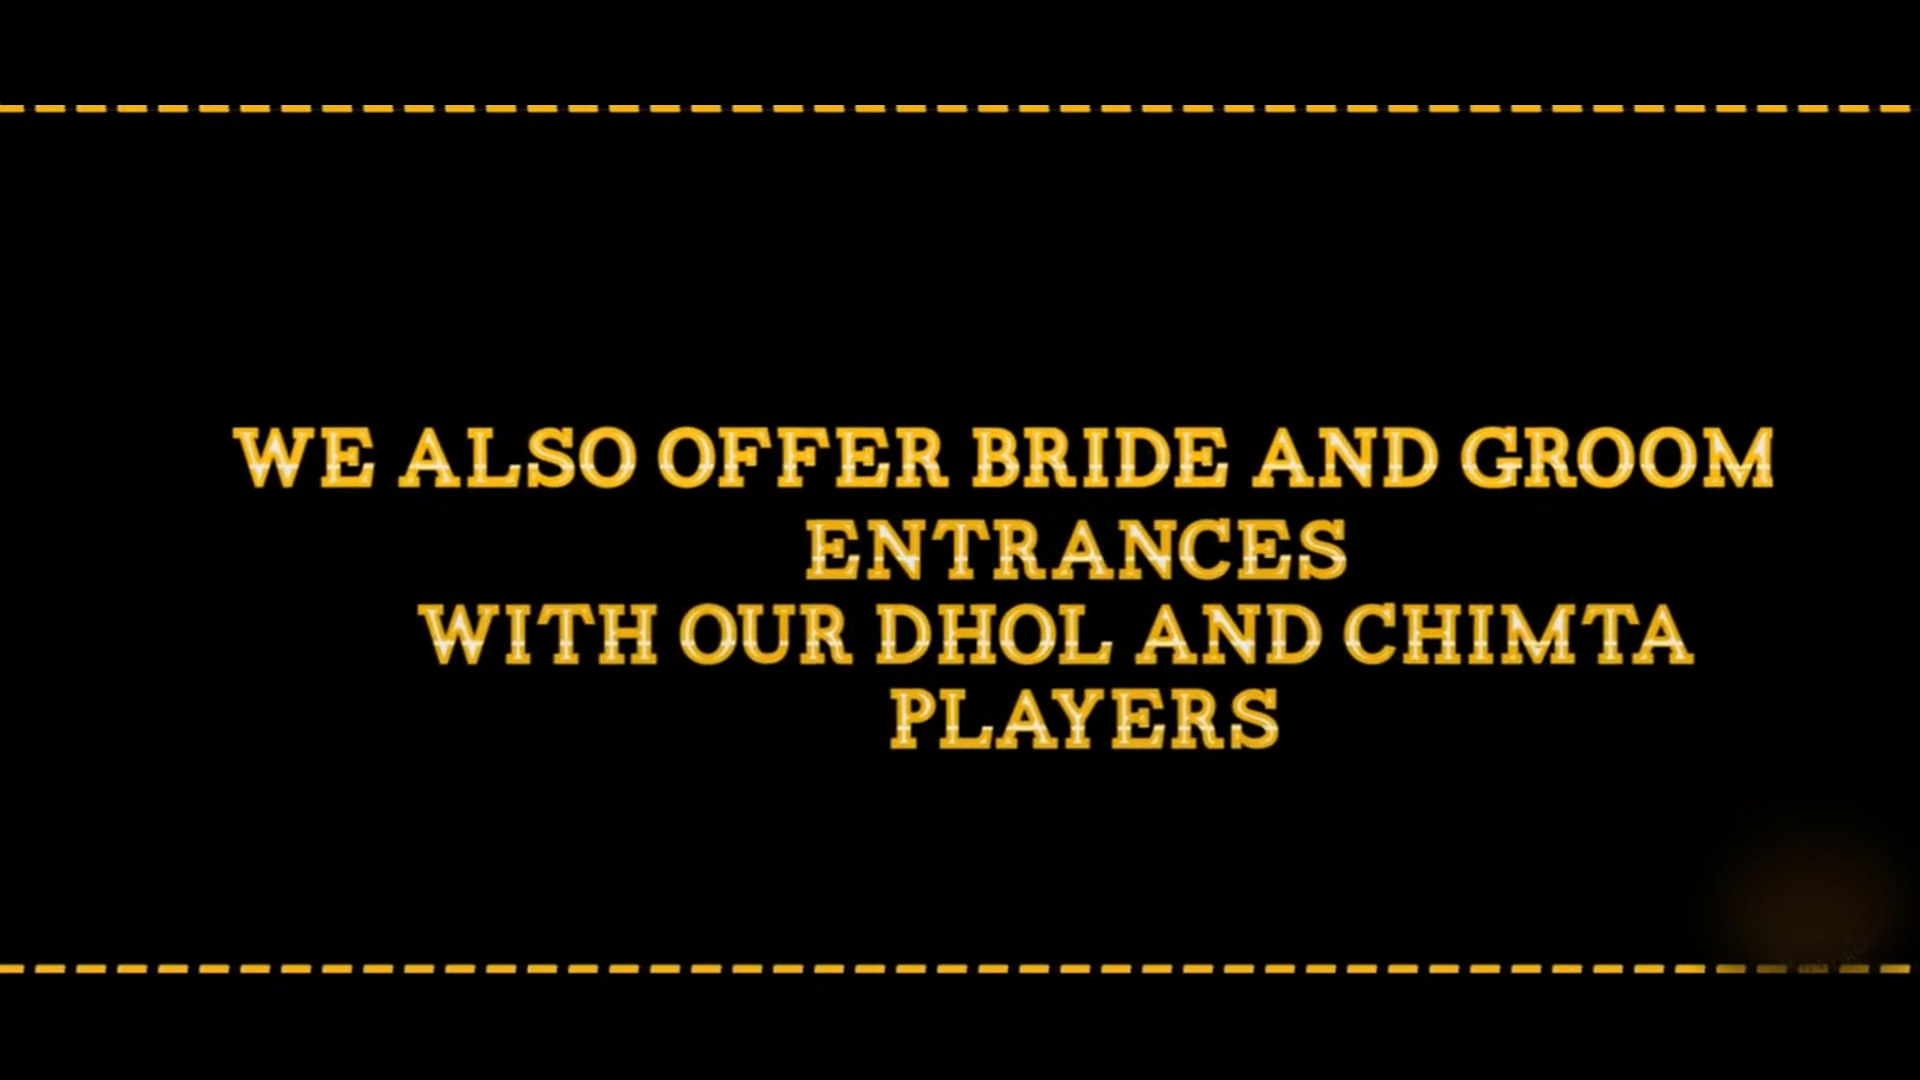 WE ALSO OFFER BRIDE AND GROOM
ENTRANCES
WITH OUR DHOL AND CHIMTA
PLAYERS